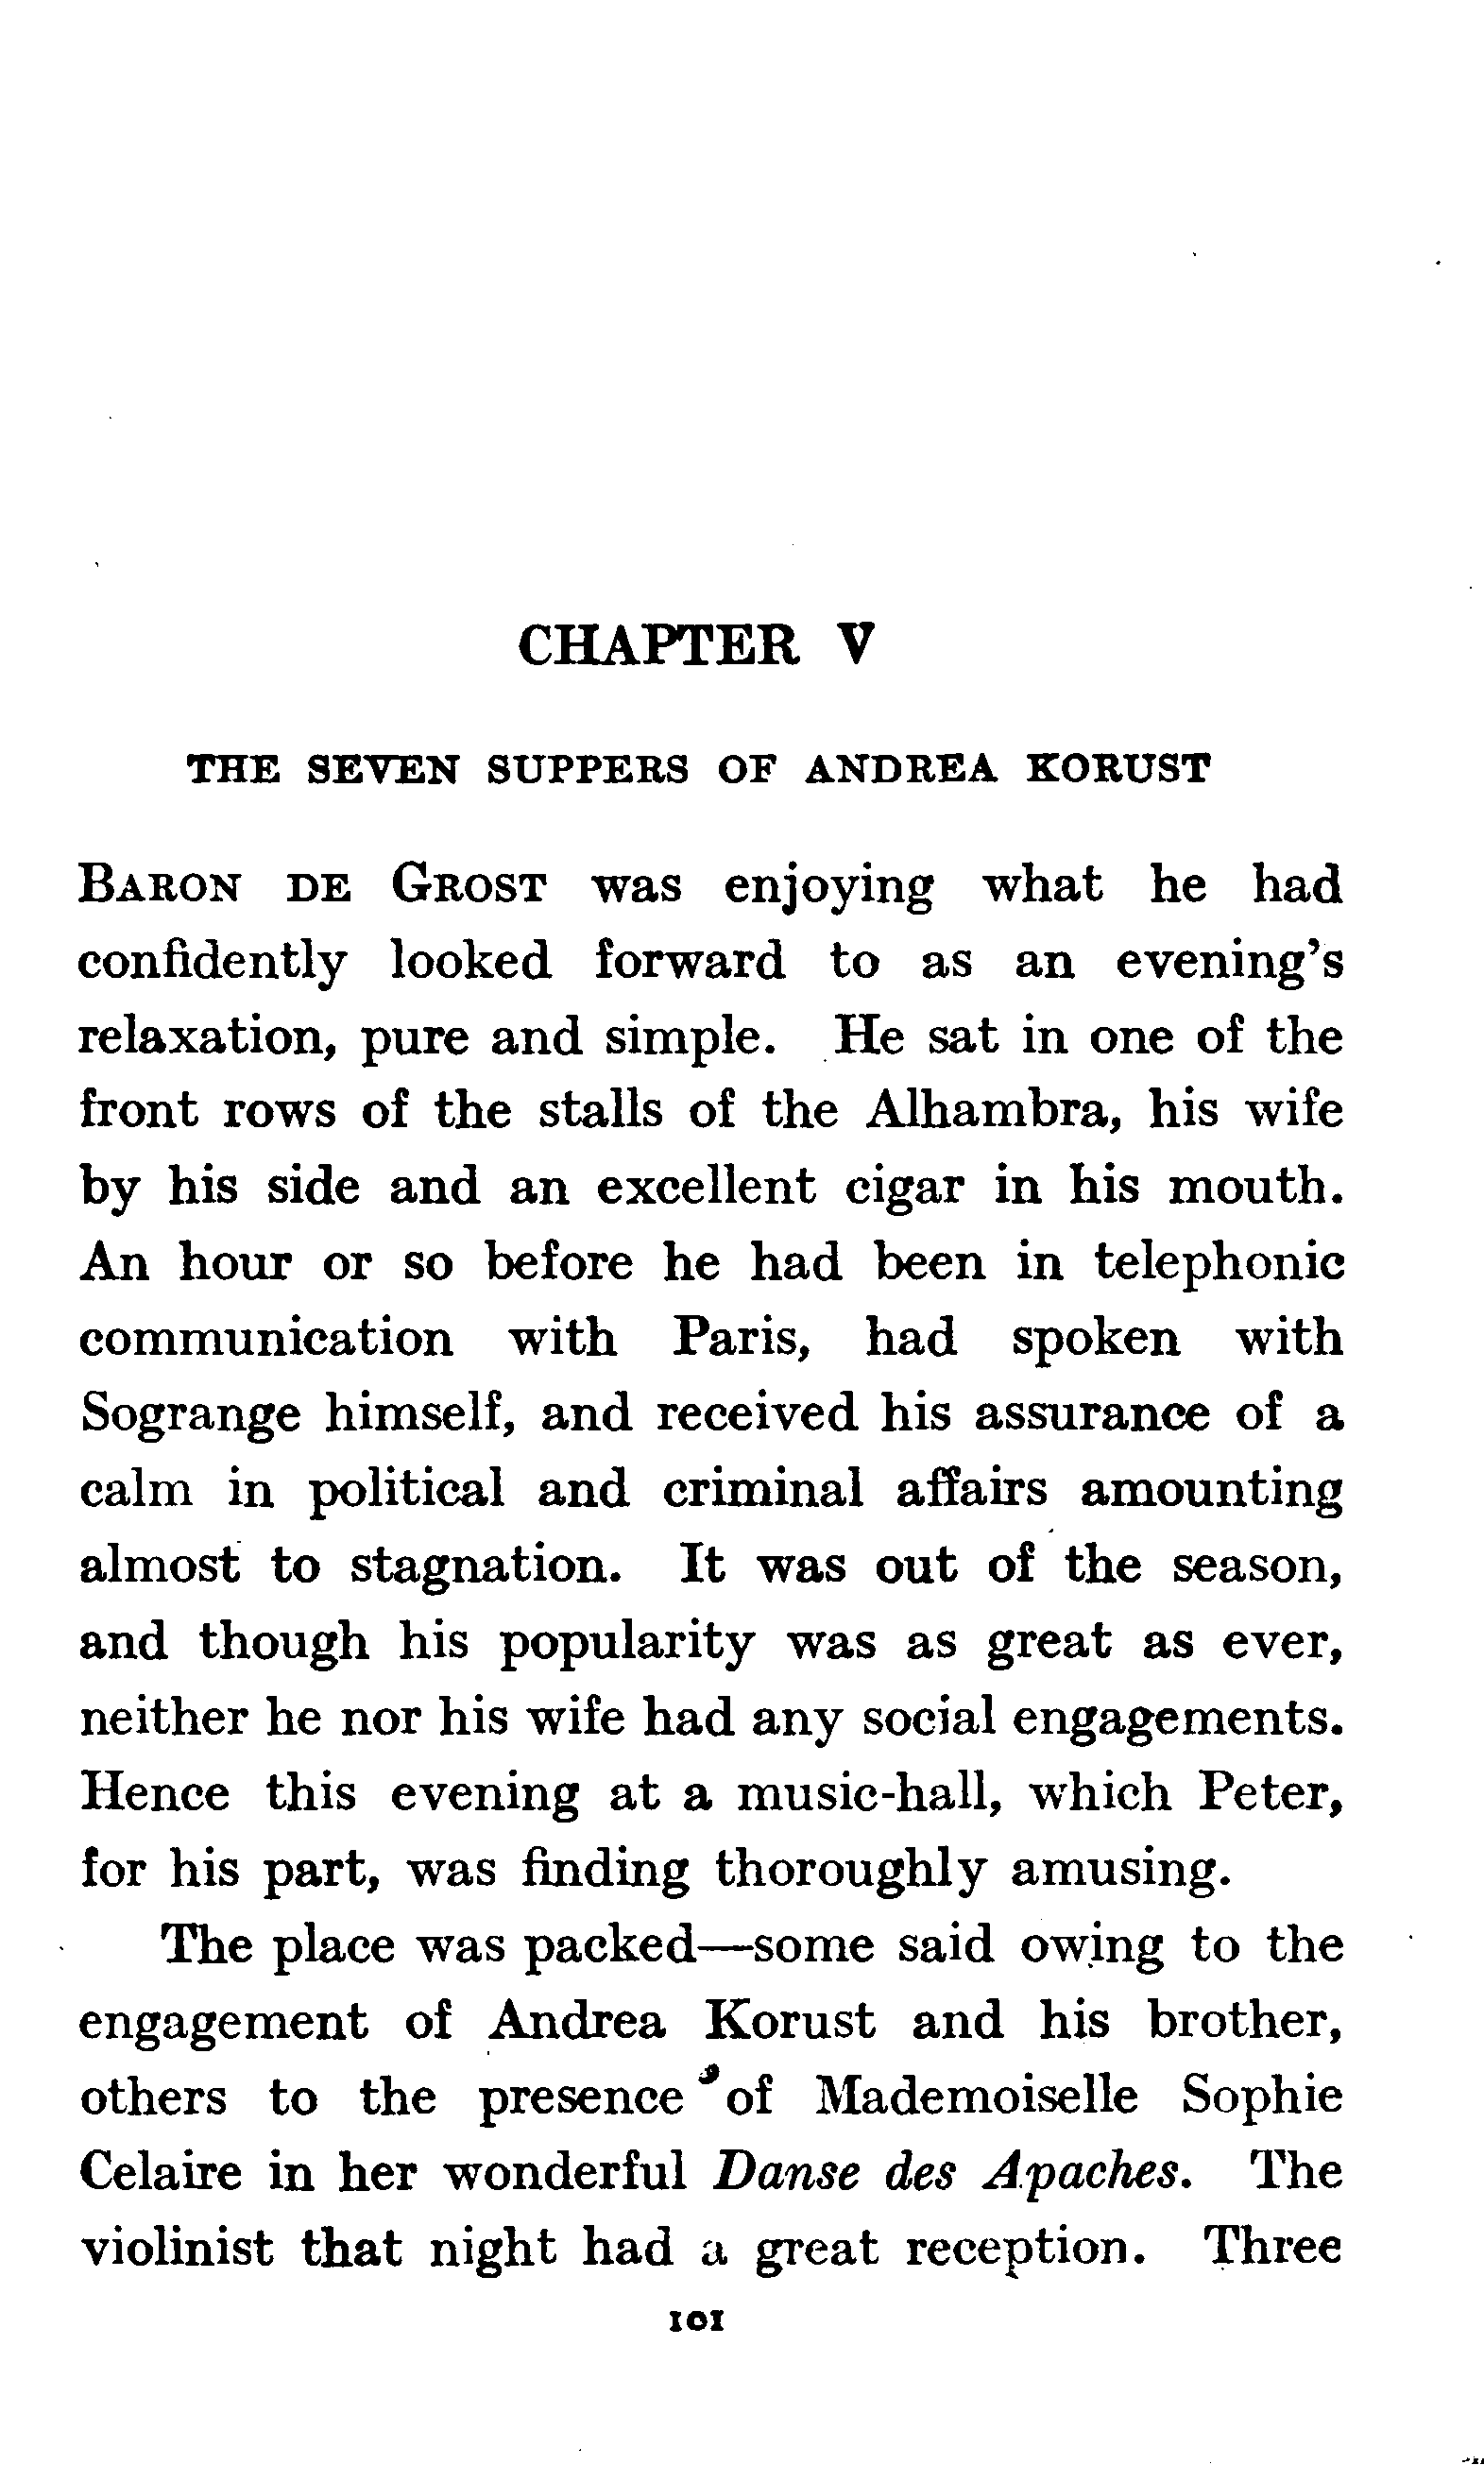 CHAPTER V
THE SEVEN SUPPERS OF ANDREA KORUST
BARON DE GROST was enjoying what he had
confidently looked forward to as an evening's
relaxation, pure and simple. He sat in one of the
front rows of the stalls of the Alhambra, his wife
by his side and an excellent cigar in his mouth.
An hour or so before he had been in telephonic
communication with Paris, had spoken with
Sogrange himself, and received his assurance of a
calm in political and criminal affairs amounting
almost to stagnation. It was out of the season,
and though his popularity was as great as ever,
neither he nor his wife had any social engagements.
Hence this evening at a music-hall, which Peter,
for his part, was finding thoroughly amusing.
The place was packed—some said owing to the
engagement of Andrea Korust and his brother,
others to the presence of Mademoiselle Sophie
Celaire in her wonderful Danse des Apaches. The
violinist that night had a great reception. Three
101